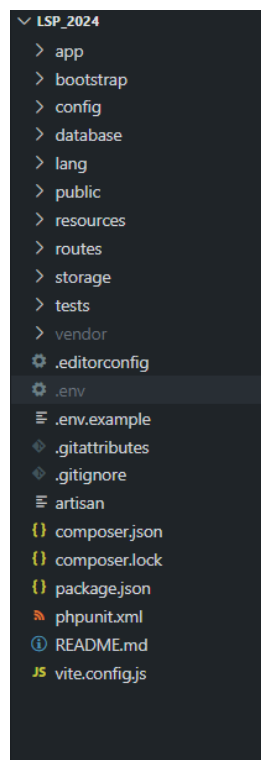 LSP_2024
app
bootstrap
config
database
lang
public
resources
routes
storage
tests
vendor
.editorconfig
.env
.env.example
.gitattributes
.gitignore
artisan
{} composer.json
{} composer.lock
{} package.json
phpunit.xml
README.md
JS vite.config.js